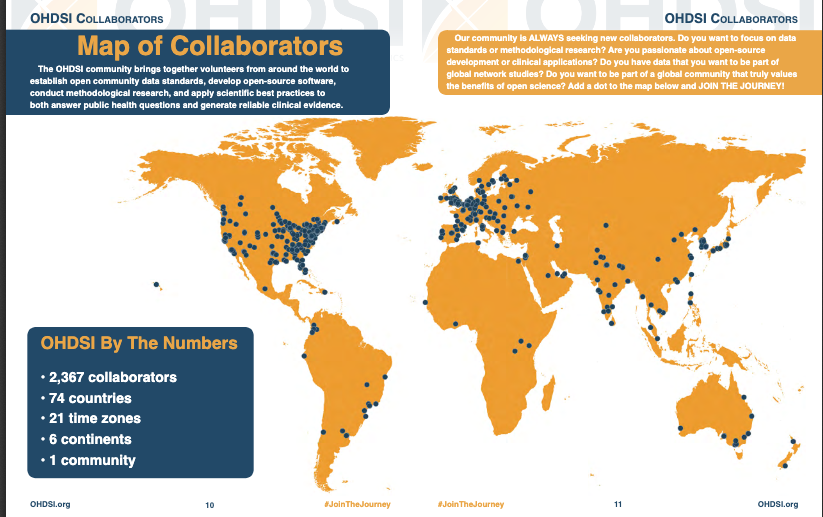 OHDSI Collaborators
Map of Collaborators
The OHDSI community brings together volunteers from around the world to
establish open community data standards, develop open-source software,
conduct methodological research, and apply scientific best practices to
both answer public health questions and generate reliable clinical evidence.
OHDSI By The Numbers
• 2,367 collaborators
• 74 countries
• 21 time zones
• 6 continents
• 1 community
OHDSI.org
10
#JoinTheJourney
OHDSI Collaborators
Our community is ALWAYS seeking new collaborators. Do you want to focus on data
standards or methodological research? Are you passionate about open-source
development or clinical applications? Do you have data that you want to be part of
global network studies? Do you want to be part of a global community that truly values
the benefits of open science? Add a dot to the map below and JOIN THE JOURNEY!
#JoinTheJourney
11
OHDSI.org